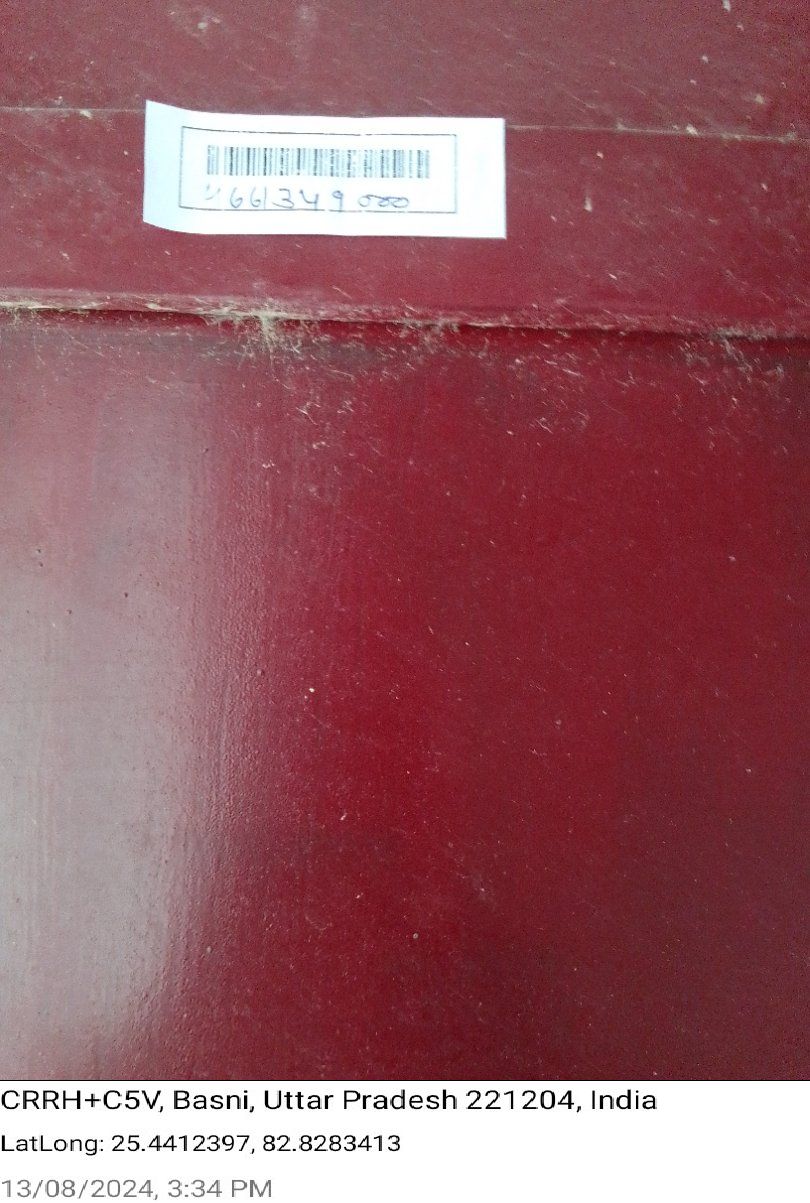 4661349000
CRRH+C5V, Basni, Uttar Pradesh 221204, India
LatLong: 25.4412397, 82.8283413
13/08/2024, 3:34 PM